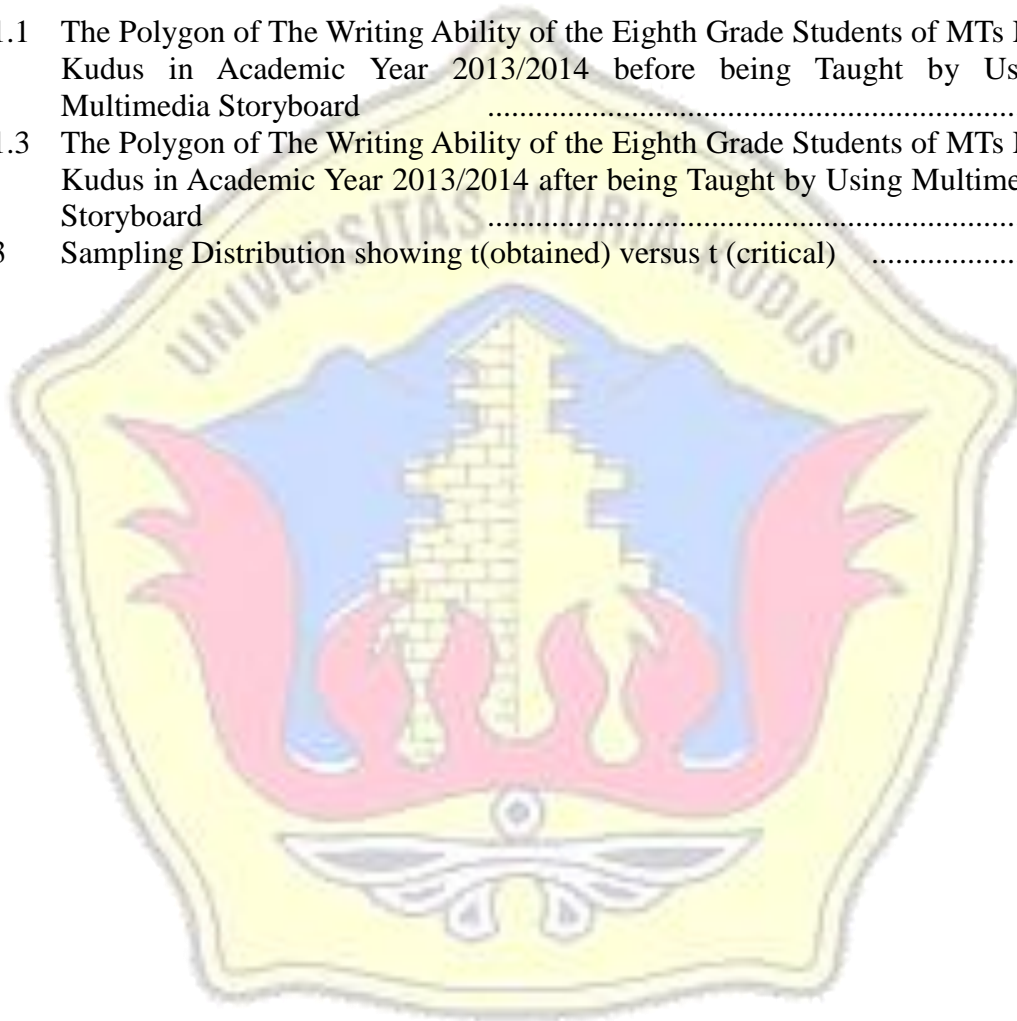 1.1 The Polygon of The Writing Ability of the Eighth Grade Students of MTs
Kudus in Academic Year 2013/2014 before being Taught by
Multimedia Storyboard ............................................................
1.3 The Polygon of The Writing Ability of the Eighth Grade Students of MTs
Kudus in Academic Year 2013/2014 after being Taught by Using
Storyboard ............................................................
3 Sampling Distribution showing t(obtained) versus t (critical) ..................
UNIVERSITAS MURIA KUDUS